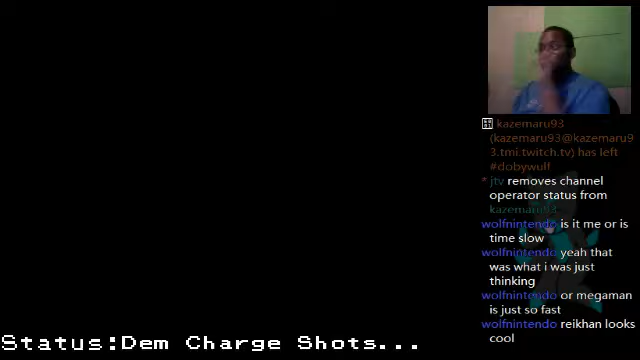 kazemaru93
(kazemaru93@kazemaru9
3.tmi.twitch.tv) has left
#dobywulf
* jtv removes channel
operator status from
kazemaru93
wolfnintendo is it me or is
time slow
wolfnintendo yeah that
was what i was just
thinking
wolfnintendo or megaman
is just so fast
wolfnintendo reikhan looks
cool
Status:Dem Charge Shots...